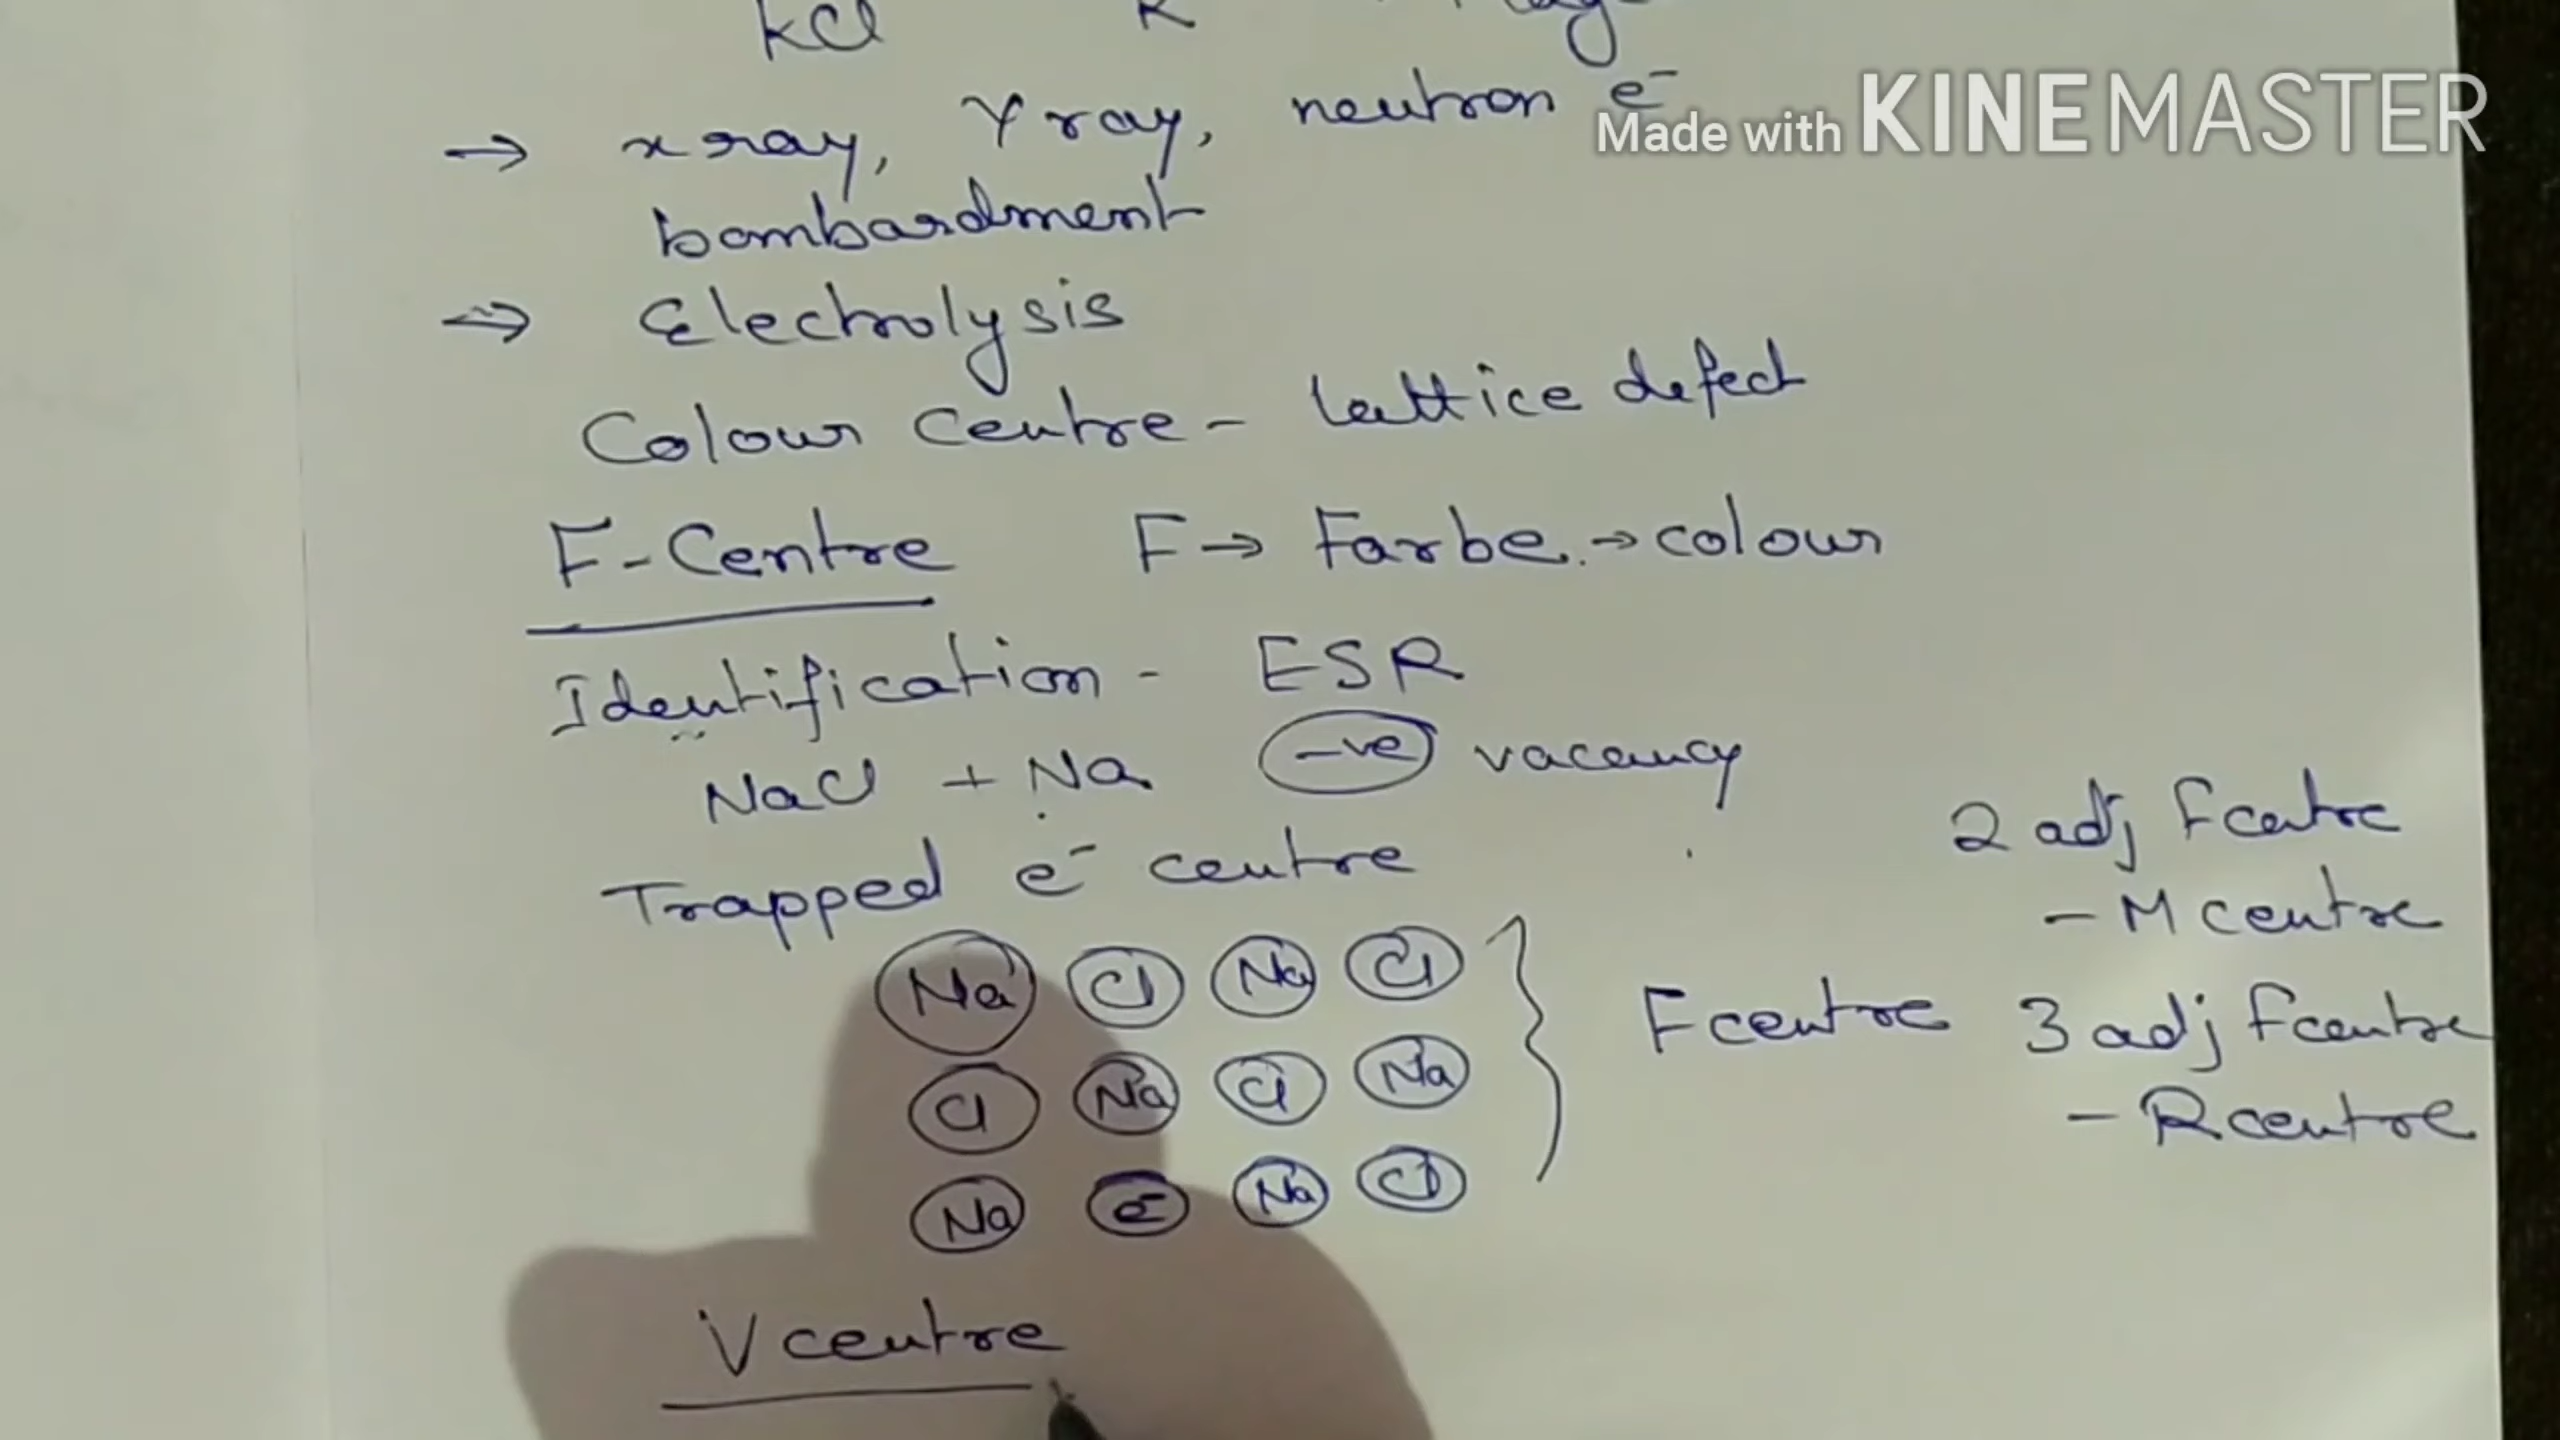 KCl K
→ x ray, γ ray, neutron e⁻
Made with KINEMASTER
bombardment
→ Electrolysis
Colour Centre - lattice defect
F-Centre F → Farbe. → colour
Identification - ESR
NaCl + Na -ve vacancy
Trapped e⁻ centre
2 adj F centre
- M centre
Na Cl Na Cl
Cl Na Cl Na
Na e⁻ Na Cl
F centre
3 adj F centre
- R centre
V centre